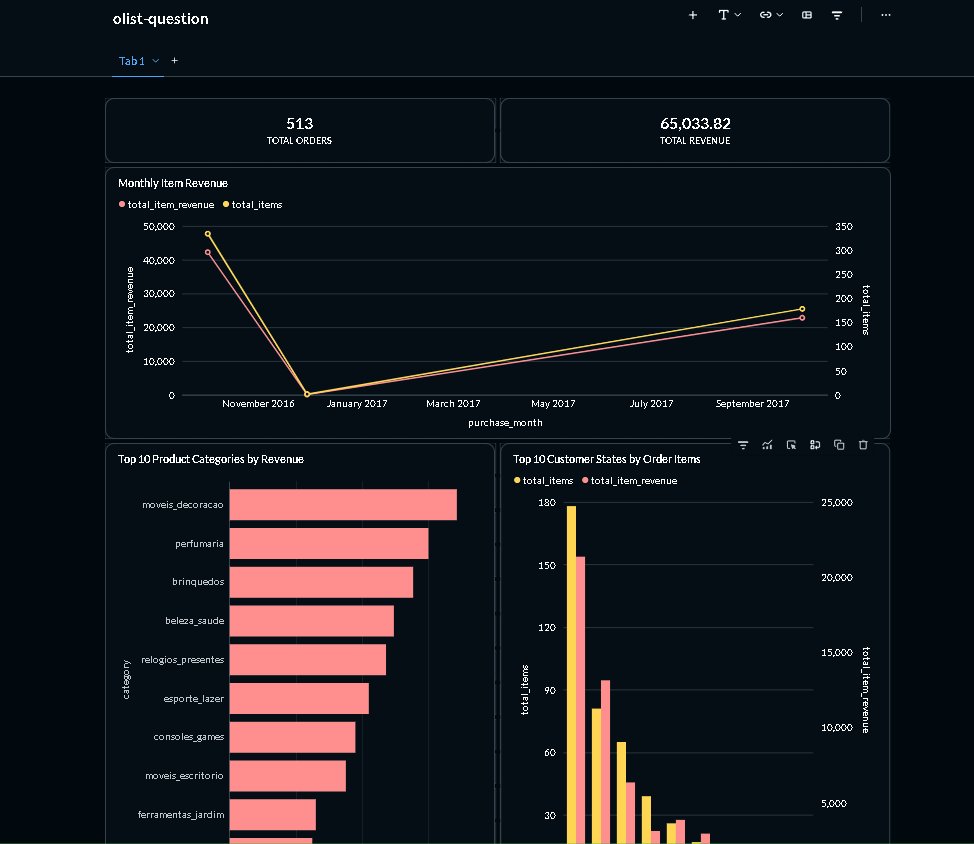 olist-question
Tab 1
513
TOTAL ORDERS
65,033.82
TOTAL REVENUE
Monthly Item Revenue
total_item_revenue
total_items
50,000
40,000
30,000
20,000
10,000
0
total_item_revenue
350
300
250
200
150
100
50
0
total_items
November 2016
January 2017
March 2017
May 2017
July 2017
September 2017
purchase_month
Top 10 Product Categories by Revenue
moveis_decoracao
perfumaria
brinquedos
beleza_saude
relogios_presentes
esporte_lazer
consoles_games
moveis_escritorio
ferramentas_jardim
category
Top 10 Customer States by Order Items
total_items
total_item_revenue
180
150
120
90
60
30
total_items
25,000
20,000
15,000
10,000
5,000
total_item_revenue